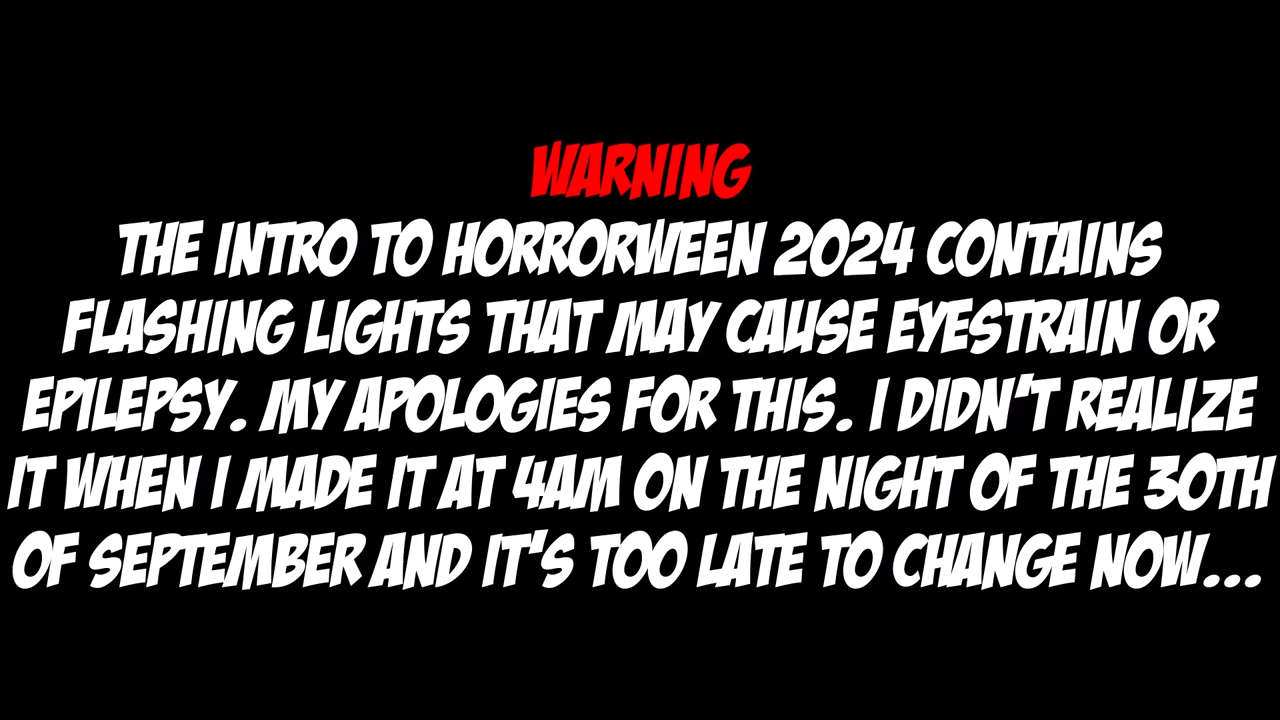 WARNING
THE INTRO TO HORRORWEEN 2024 CONTAINS
FLASHING LIGHTS THAT MAY CAUSE EYESTRAIN OR
EPILEPSY. MY APOLOGIES FOR THIS. I DIDN'T REALIZE
IT WHEN I MADE IT AT 4AM ON THE NIGHT OF THE 30TH
OF SEPTEMBER AND IT'S TOO LATE TO CHANGE NOW...